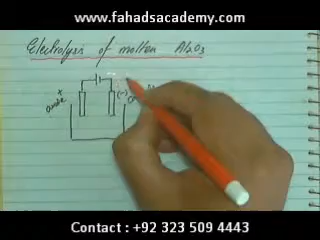 www.fahadsacademy.com
Electrolysis of molten Al₂O₃
+
(-)
anode
Contact : +92 323 509 4443